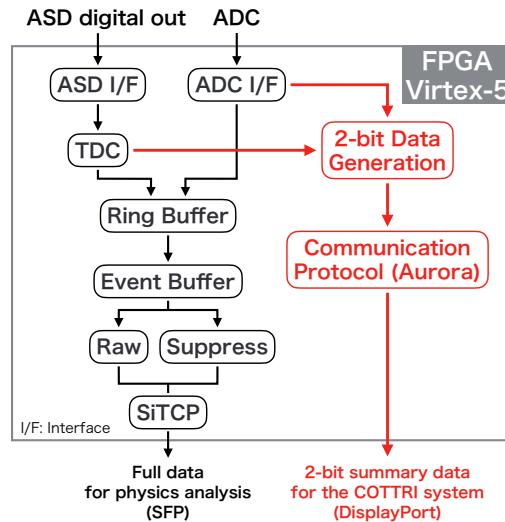 ASD digital out
ADC
FPGA
Virtex-5
ASD I/F
ADC I/F
TDC
2-bit Data
Generation
Ring Buffer
Communication
Protocol (Aurora)
Event Buffer
Raw
Suppress
SiTCP
I/F: Interface
Full data
for physics analysis
(SFP)
2-bit summary data
for the COTTRI system
(DisplayPort)